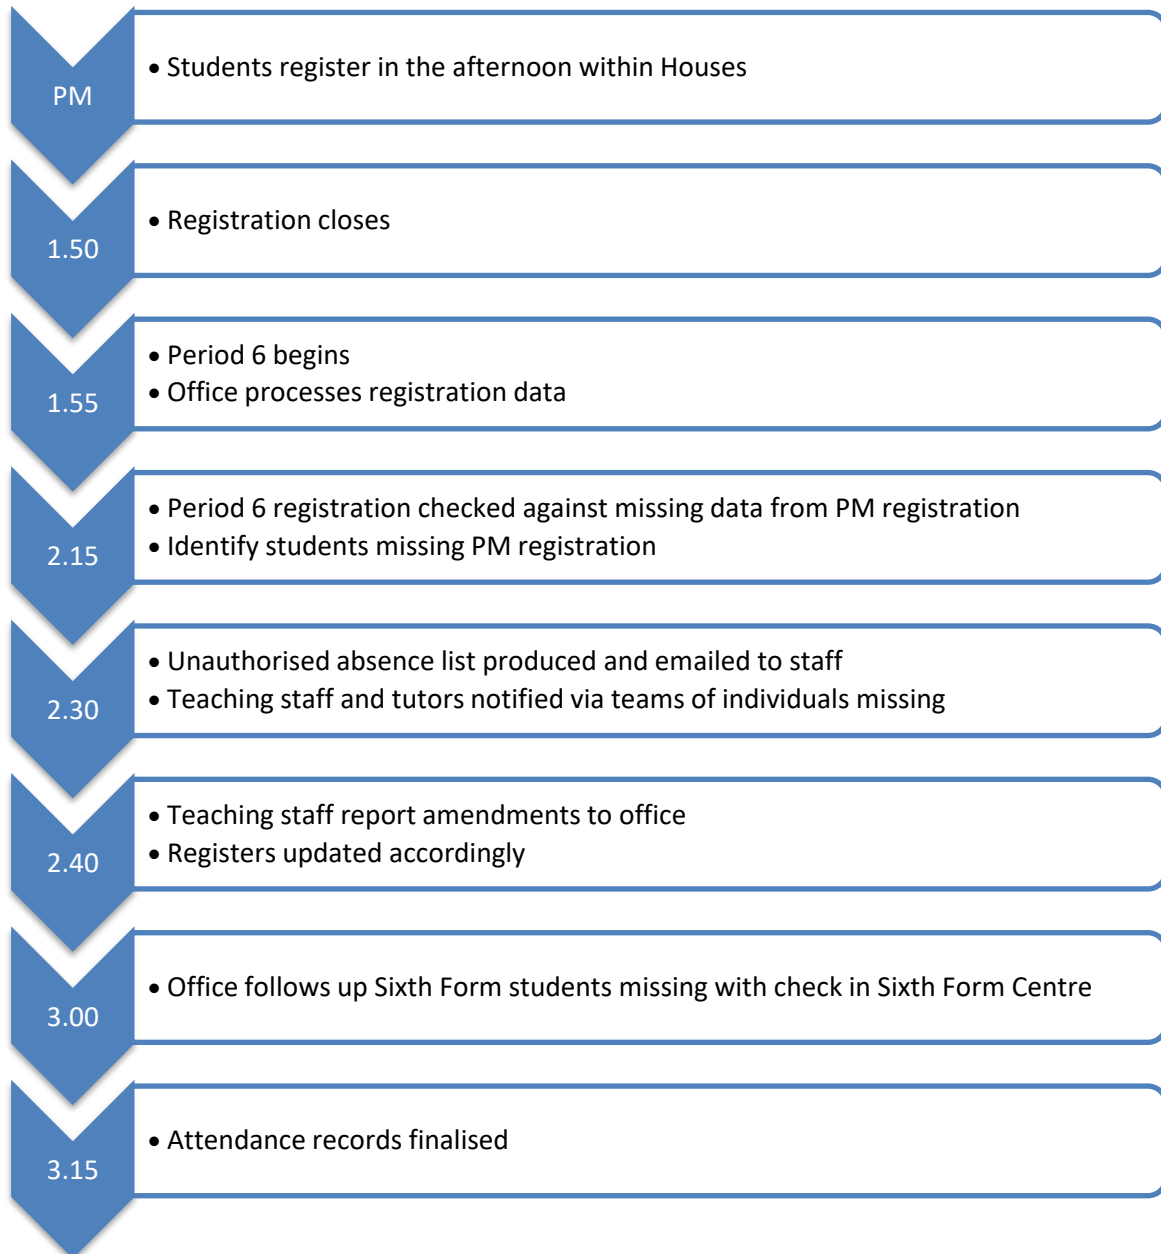 PM
• Students register in the afternoon within Houses
1.50
• Registration closes
1.55
• Period 6 begins
• Office processes registration data
2.15
• Period 6 registration checked against missing data from PM registration
• Identify students missing PM registration
2.30
• Unauthorised absence list produced and emailed to staff
• Teaching staff and tutors notified via teams of individuals missing
2.40
• Teaching staff report amendments to office
• Registers updated accordingly
3.00
• Office follows up Sixth Form students missing with check in Sixth Form Centre
3.15
• Attendance records finalised